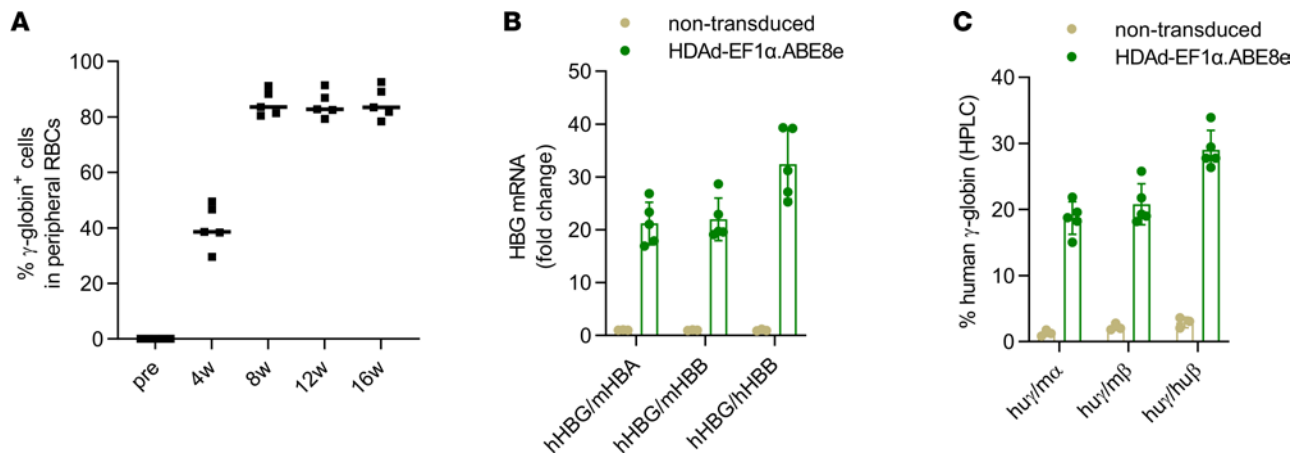 A
% γ-globin+ cells
in peripheral RBCs
100
80
60
40
20
0
pre
4w
8w
12w
16w
B
non-transduced
HDAd-EF1α.ABE8e
HBG mRNA
(fold change)
50
40
30
20
10
0
hHBG/mHBA
hHBG/mHBB
hHBG/hHBB
C
non-transduced
HDAd-EF1α.ABE8e
% human γ-globin (HPLC)
40
30
20
10
0
huγ/mα
huγ/mβ
huγ/huβ